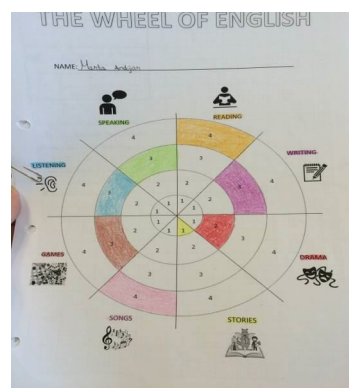 THE WHEEL OF ENGLISH
NAME:
SPEAKING
READING
LISTENING
WRITING
GAMES
DRAMA
SONGS
STORIES
4 4
4 3
4 3 2 2 3 4
3 2 1 1 2
1 1
1 1
3 2 1 1 2 3 4
4 2 2
3 3
4 4